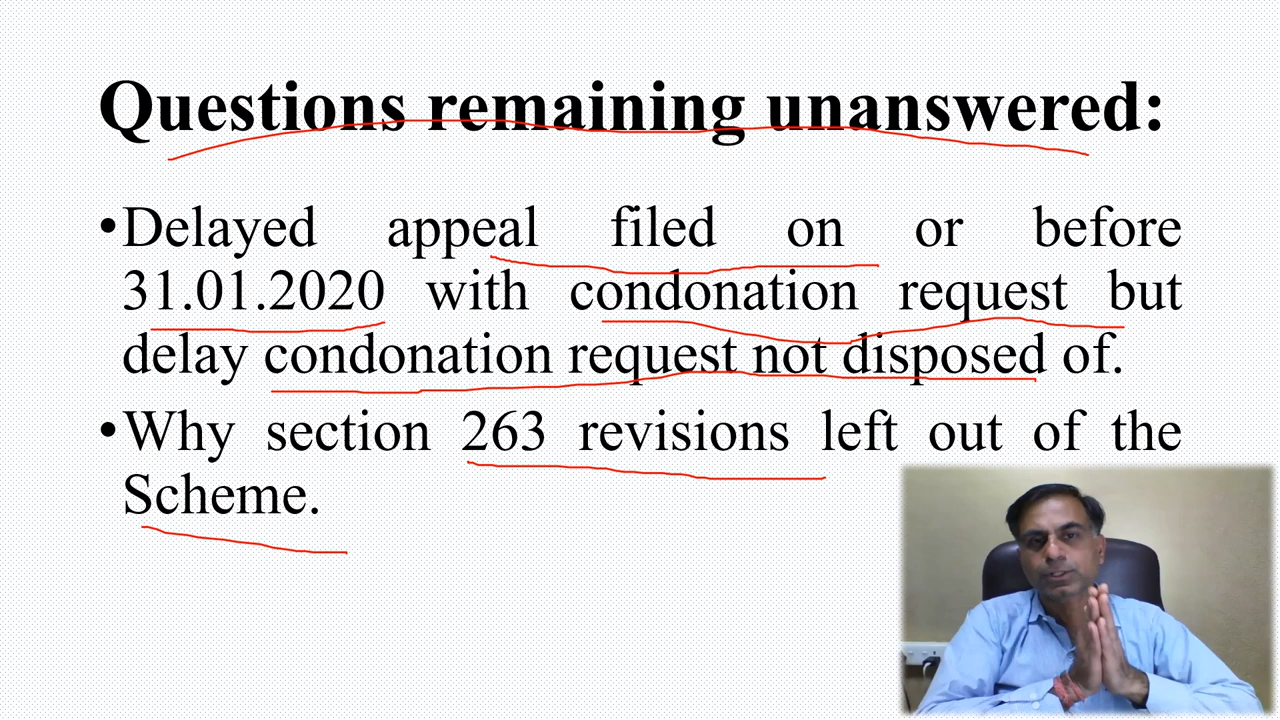 Questions remaining unanswered:
•Delayed appeal filed on or before
31.01.2020 with condonation request but
delay condonation request not disposed of.
•Why section 263 revisions left out of the
Scheme.